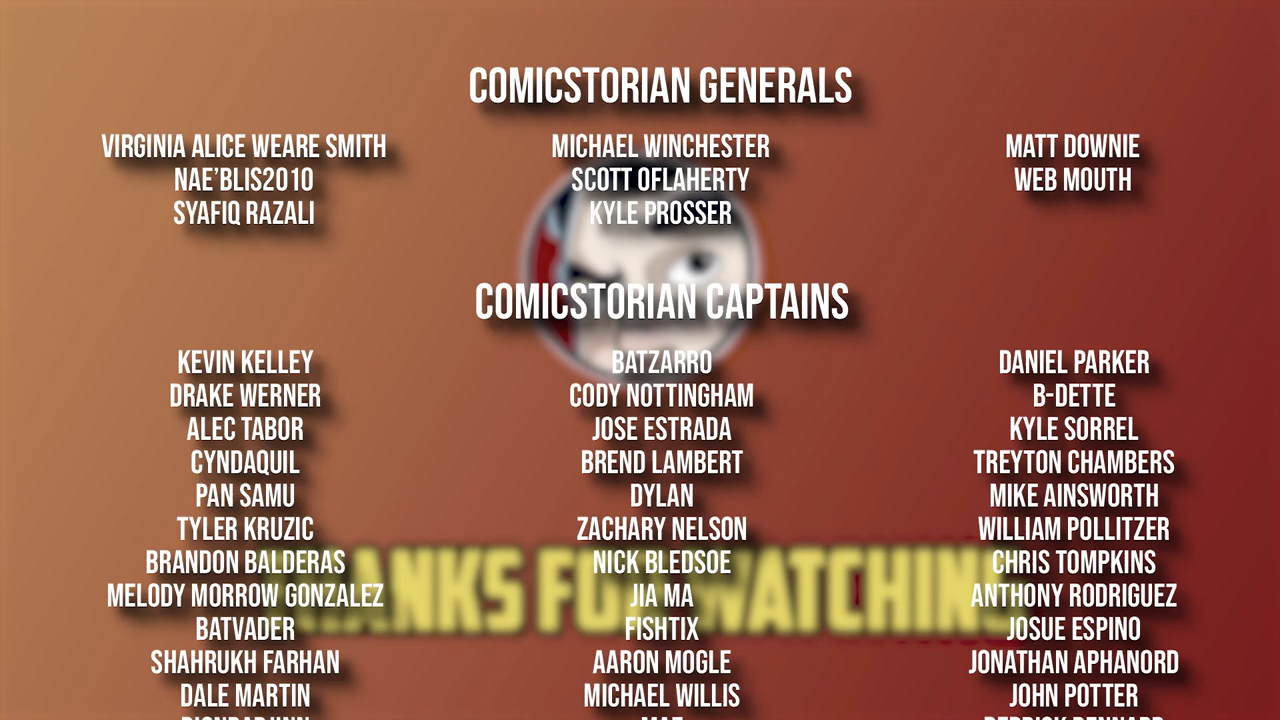 COMICSTORIAN GENERALS
VIRGINIA ALICE WEARE SMITH MICHAEL WINCHESTER MATT DOWNIE
NAE'BLIS2010 SCOTT OFLAHERTY WEB MOUTH
SYAFIQ RAZALI KYLE PROSSER
COMICSTORIAN CAPTAINS
KEVIN KELLEY BATZARRO DANIEL PARKER
DRAKE WERNER CODY NOTTINGHAM B-DETTE
ALEC TABOR JOSE ESTRADA KYLE SORREL
CYNDAQUIL BREND LAMBERT TREYTON CHAMBERS
PAN SAMU DYLAN MIKE AINSWORTH
TYLER KRUZIC ZACHARY NELSON WILLIAM POLLITZER
BRANDON BALDERAS NICK BLEDSOE CHRIS TOMPKINS
MELODY MORROW GONZALEZ JIA MA ANTHONY RODRIGUEZ
BATVADER FISHTIX JOSUE ESPINO
SHAHRUKH FARHAN AARON MOGLE JONATHAN APHANORD
DALE MARTIN MICHAEL WILLIS JOHN POTTER
THANKS FOR WATCHING